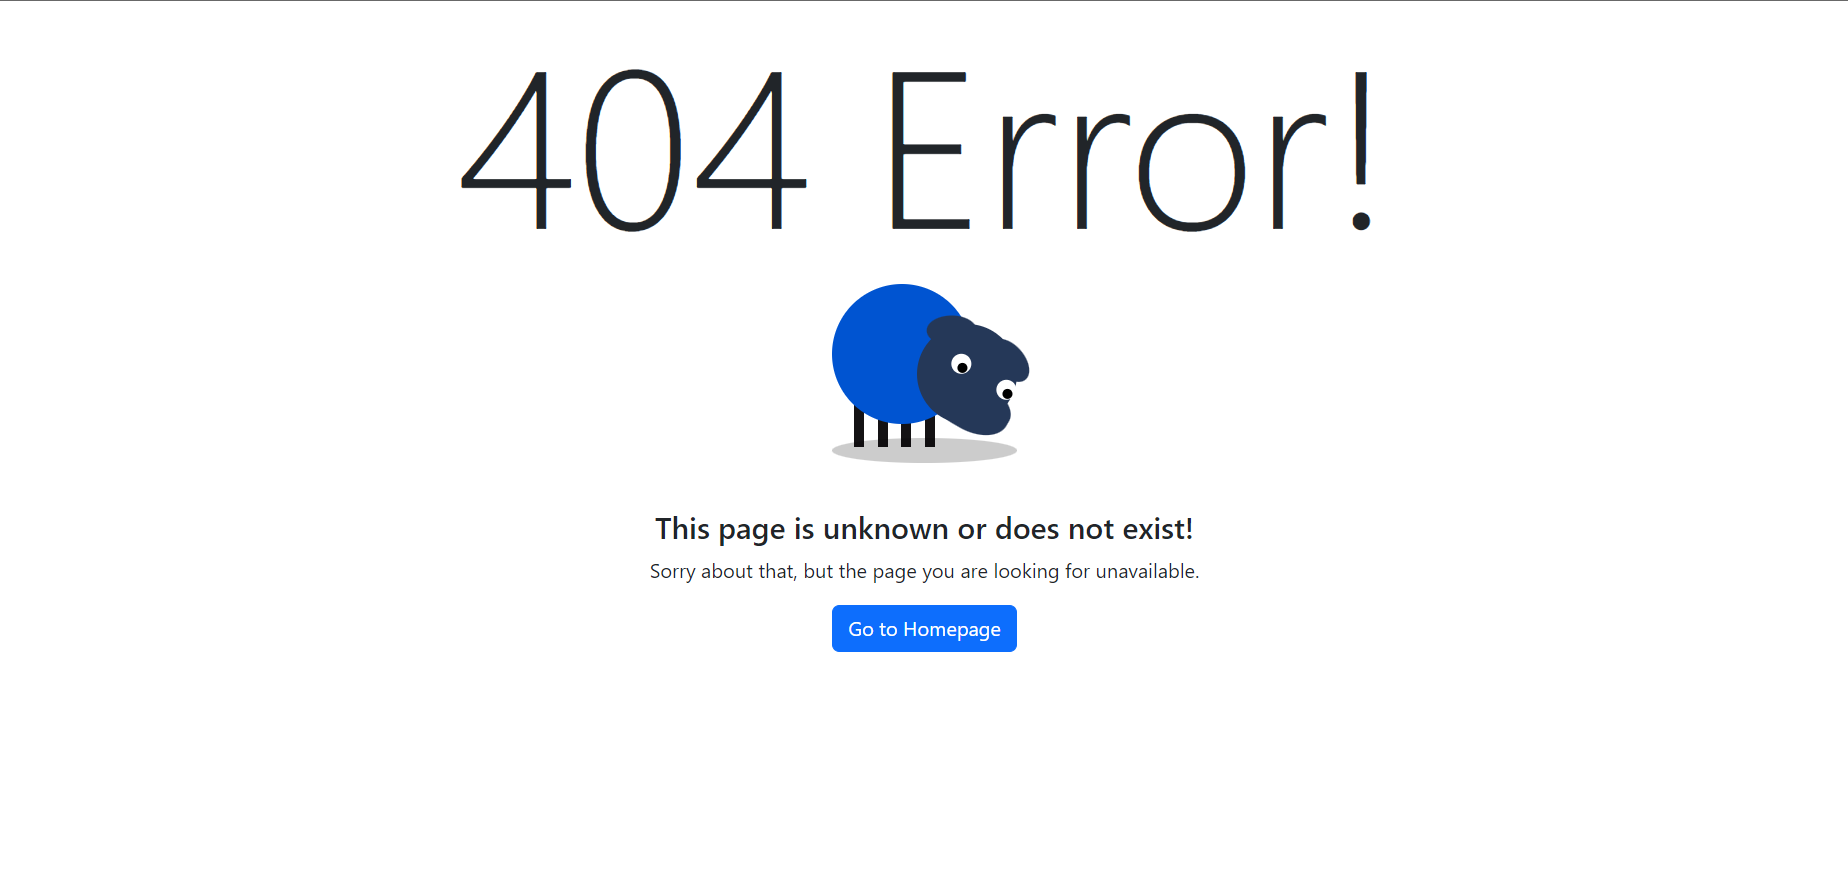 404 Error!
This page is unknown or does not exist!
Sorry about that, but the page you are looking for unavailable.
Go to Homepage